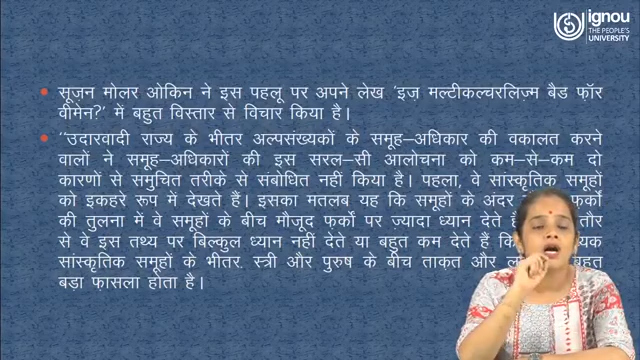 ignou
THE PEOPLE'S
UNIVERSITY
• सूज़न मोलर ओकिन ने इस पहलू पर अपने लेख 'इज़ मल्टीकल्चरलिज़्म बैड फ़ॉर
वीमेन?' में बहुत विस्तार से विचार किया है।
• "उदारवादी राज्य के भीतर अल्पसंख्यकों के समूह–अधिकार की वकालत करने
वालों ने समूह–अधिकारों की इस सरल–सी आलोचना को कम–से–कम दो
कारणों से समुचित तरीके से संबोधित नहीं किया है। पहला, वे सांस्कृतिक समूहों
को इकहरे रूप में देखते हैं। इसका मतलब यह कि समूहों के अंदर फर्कों
की तुलना में वे समूहों के बीच मौजूद फर्कों पर ज्यादा ध्यान देते तौर
से वे इस तथ्य पर बिल्कुल ध्यान नहीं देते या बहुत कम देते हैं
सांस्कृतिक समूहों के भीतर. स्त्री और पुरुष के बीच ताक़त और बहुत
बड़ा फ़ासला होता है।